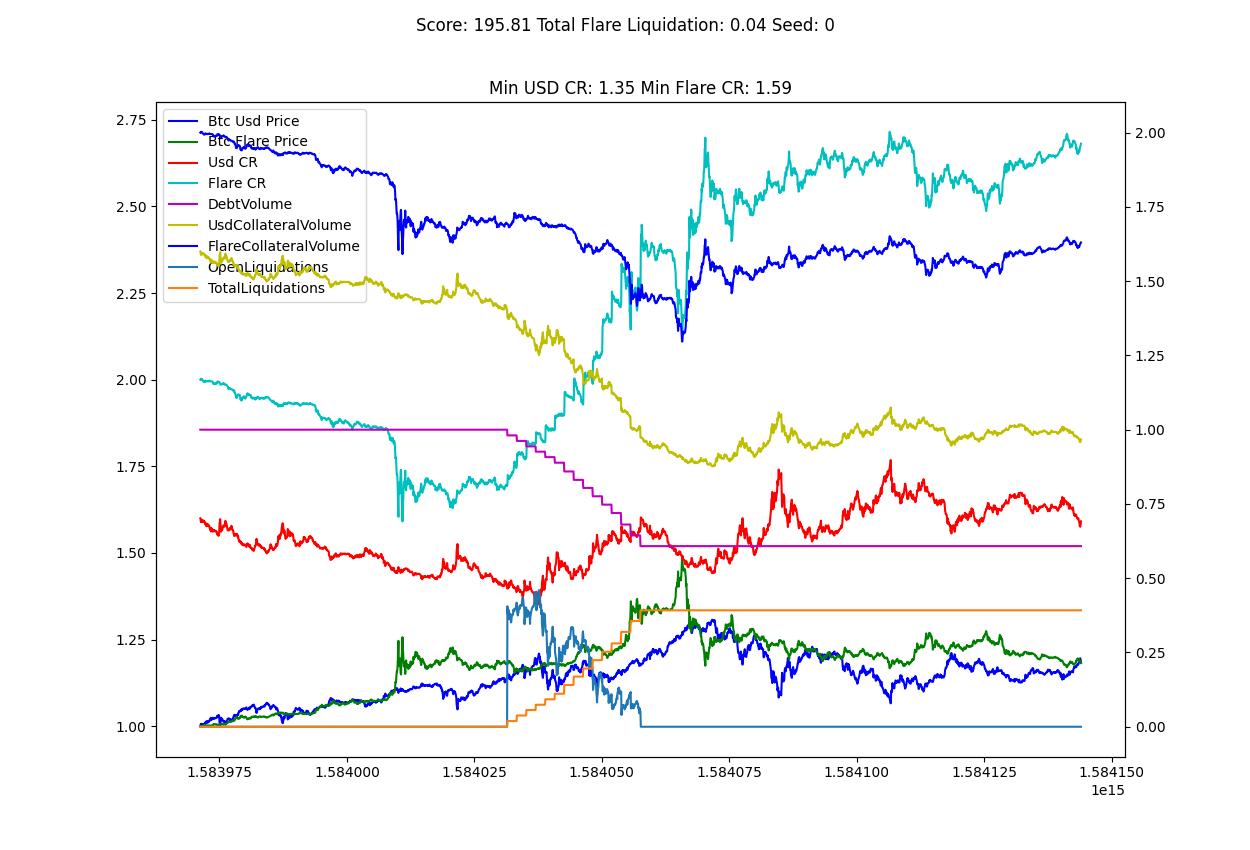 Score: 195.81 Total Flare Liquidation: 0.04 Seed: 0
Min USD CR: 1.35 Min Flare CR: 1.59
Btc Usd Price
Btc Flare Price
Usd CR
Flare CR
DebtVolume
UsdCollateralVolume
FlareCollateralVolume
OpenLiquidations
TotalLiquidations
2.75
2.50
2.25
2.00
1.75
1.50
1.25
1.00
2.00
1.75
1.50
1.25
1.00
0.75
0.50
0.25
0.00
1.583975 1.584000 1.584025 1.584050 1.584075 1.584100 1.584125 1.584150
1e15